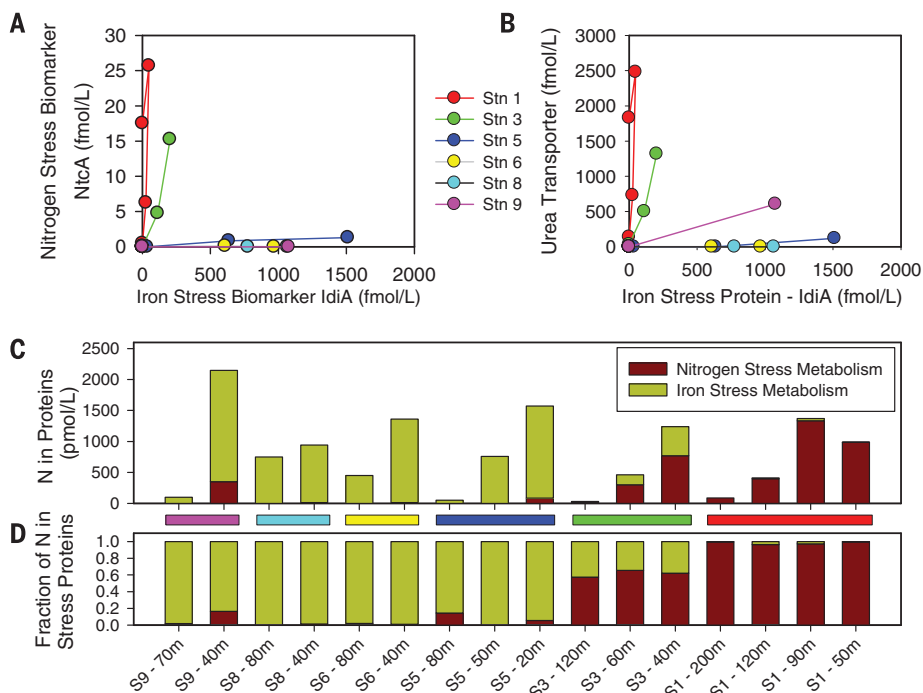 A
Nitrogen Stress Biomarker
NtcA (fmol/L)
30
25
20
15
10
5
0
0 500 1000 1500 2000
Iron Stress Biomarker IdiA (fmol/L)
Stn 1
Stn 3
Stn 5
Stn 6
Stn 8
Stn 9
B
Urea Transporter (fmol/L)
3000
2500
2000
1500
1000
500
0
0 500 1000 1500 2000
Iron Stress Protein - IdiA (fmol/L)
C
N in Proteins
(pmol/L)
2500
2000
1500
1000
500
0
Nitrogen Stress Metabolism
Iron Stress Metabolism
D
Fraction of N in
Stress Proteins
1.0
0.8
0.6
0.4
0.2
0.0
S9 - 70m
S9 - 40m
S8 - 80m
S8 - 40m
S6 - 80m
S6 - 40m
S5 - 80m
S5 - 50m
S5 - 20m
S3 - 120m
S3 - 60m
S3 - 40m
S1 - 200m
S1 - 120m
S1 - 90m
S1 - 50m